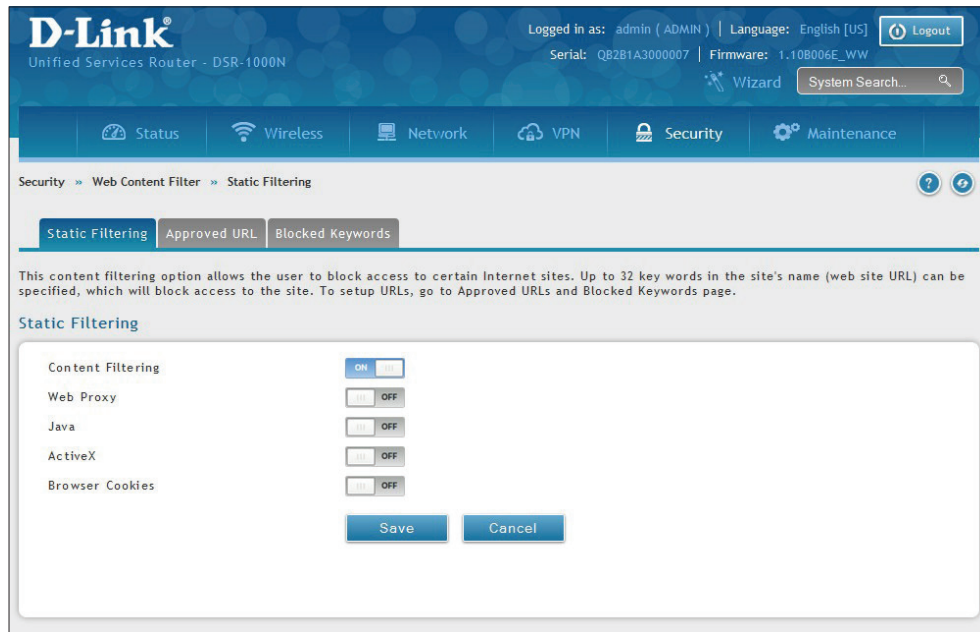 D-Link®
Unified Services Router - DSR-1000N
Logged in as: admin ( ADMIN ) | Language: English [US]
Logout
Serial: QB2B1A3000007 | Firmware: 1.10B006E_WW
Wizard
System Search...
Status
Wireless
Network
VPN
Security
Maintenance
Security » Web Content Filter » Static Filtering
?
Static Filtering
Approved URL
Blocked Keywords
This content filtering option allows the user to block access to certain Internet sites. Up to 32 key words in the site's name (web site URL) can be
specified, which will block access to the site. To setup URLs, go to Approved URLs and Blocked Keywords page.
Static Filtering
Content Filtering ON
Web Proxy OFF
Java OFF
ActiveX OFF
Browser Cookies OFF
Save
Cancel